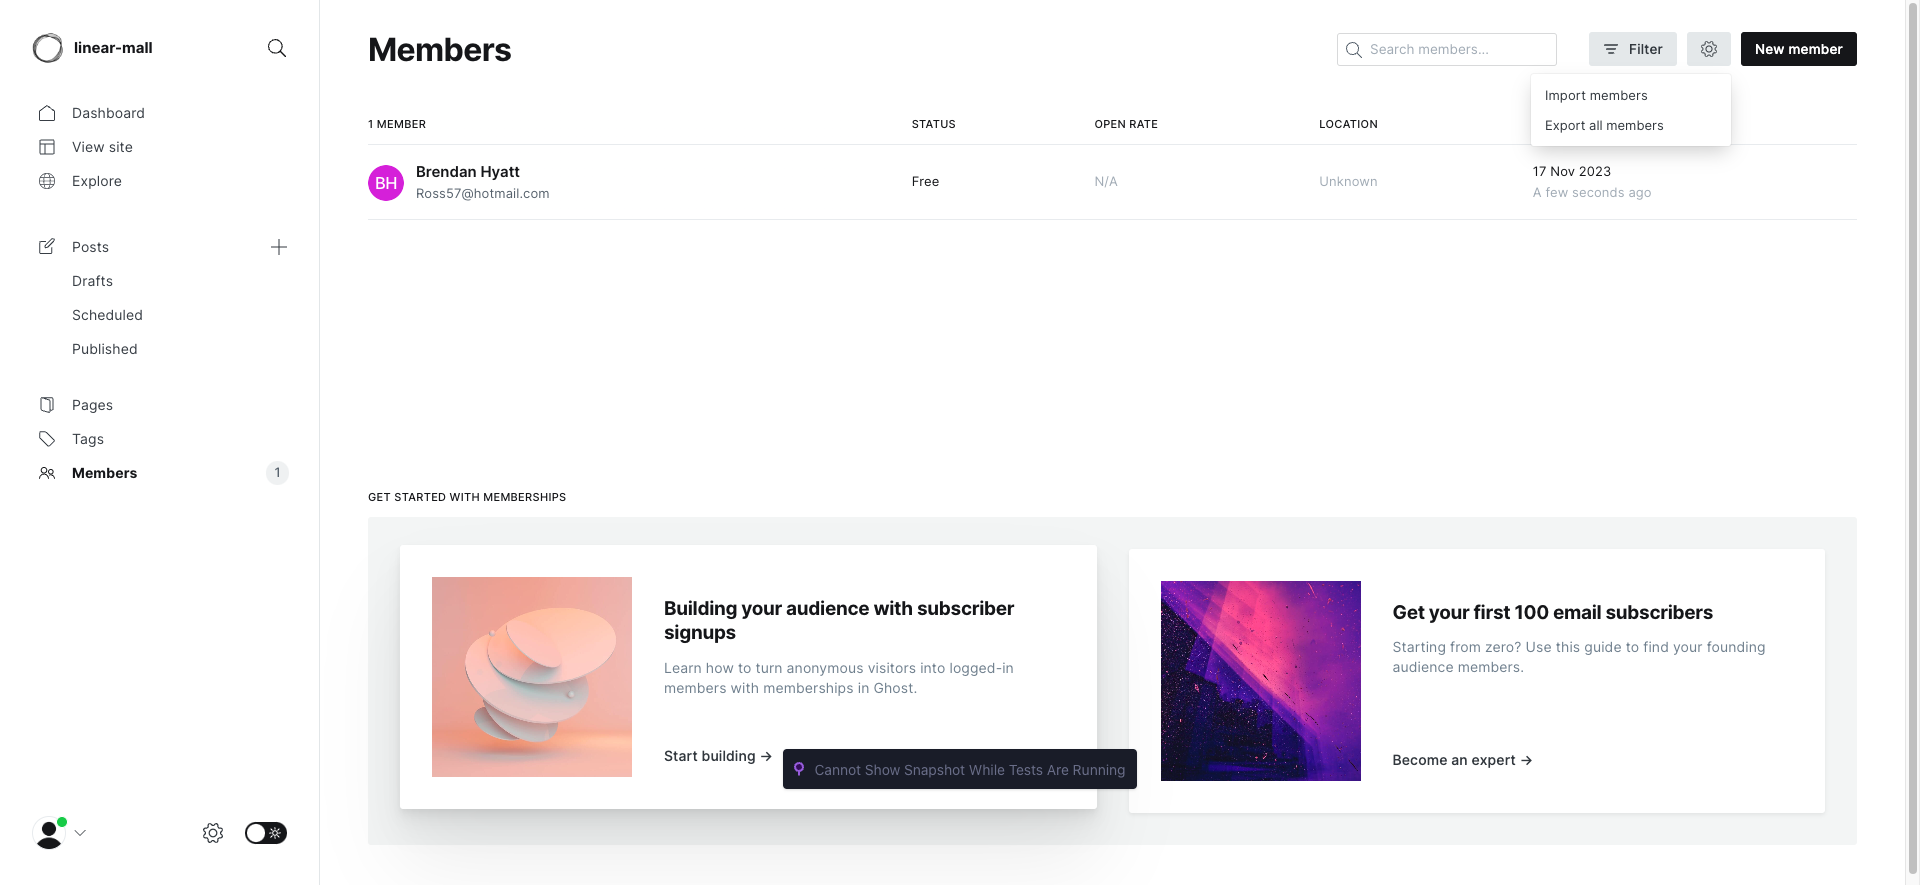 linear-mall
Dashboard
View site
Explore
Posts
Drafts
Scheduled
Published
Pages
Tags
Members
1
Members
Search members...
Filter
New member
Import members
Export all members
1 MEMBER
STATUS
OPEN RATE
LOCATION
BH
Brendan Hyatt
Ross57@hotmail.com
Free
N/A
Unknown
17 Nov 2023
A few seconds ago
GET STARTED WITH MEMBERSHIPS
Building your audience with subscriber
signups
Learn how to turn anonymous visitors into logged-in
members with memberships in Ghost.
Start building →
Get your first 100 email subscribers
Starting from zero? Use this guide to find your founding
audience members.
Become an expert →
Cannot Show Snapshot While Tests Are Running